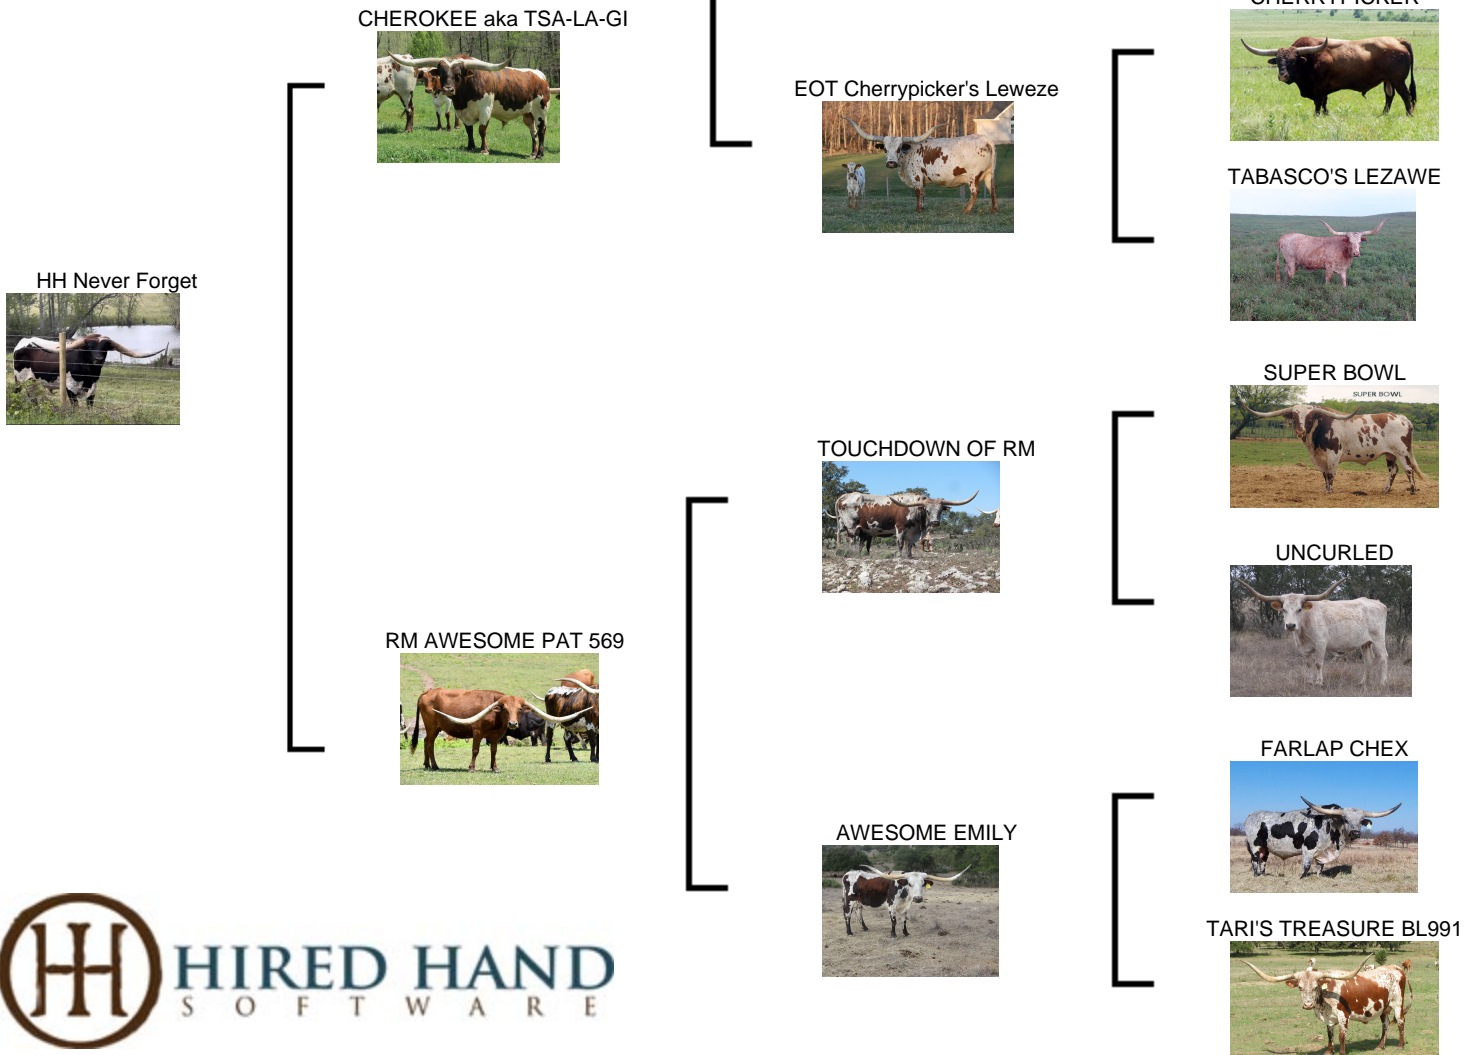 CHEROKEE aka TSA-LA-GI
EOT Cherrypicker's Leweze
TABASCO'S LEZAWE
HH Never Forget
SUPER BOWL
SUPER BOWL
TOUCHDOWN OF RM
UNCURLED
RM AWESOME PAT 569
FARLAP CHEX
AWESOME EMILY
TARI'S TREASURE BL991
HIRED HAND
SOFTWARE